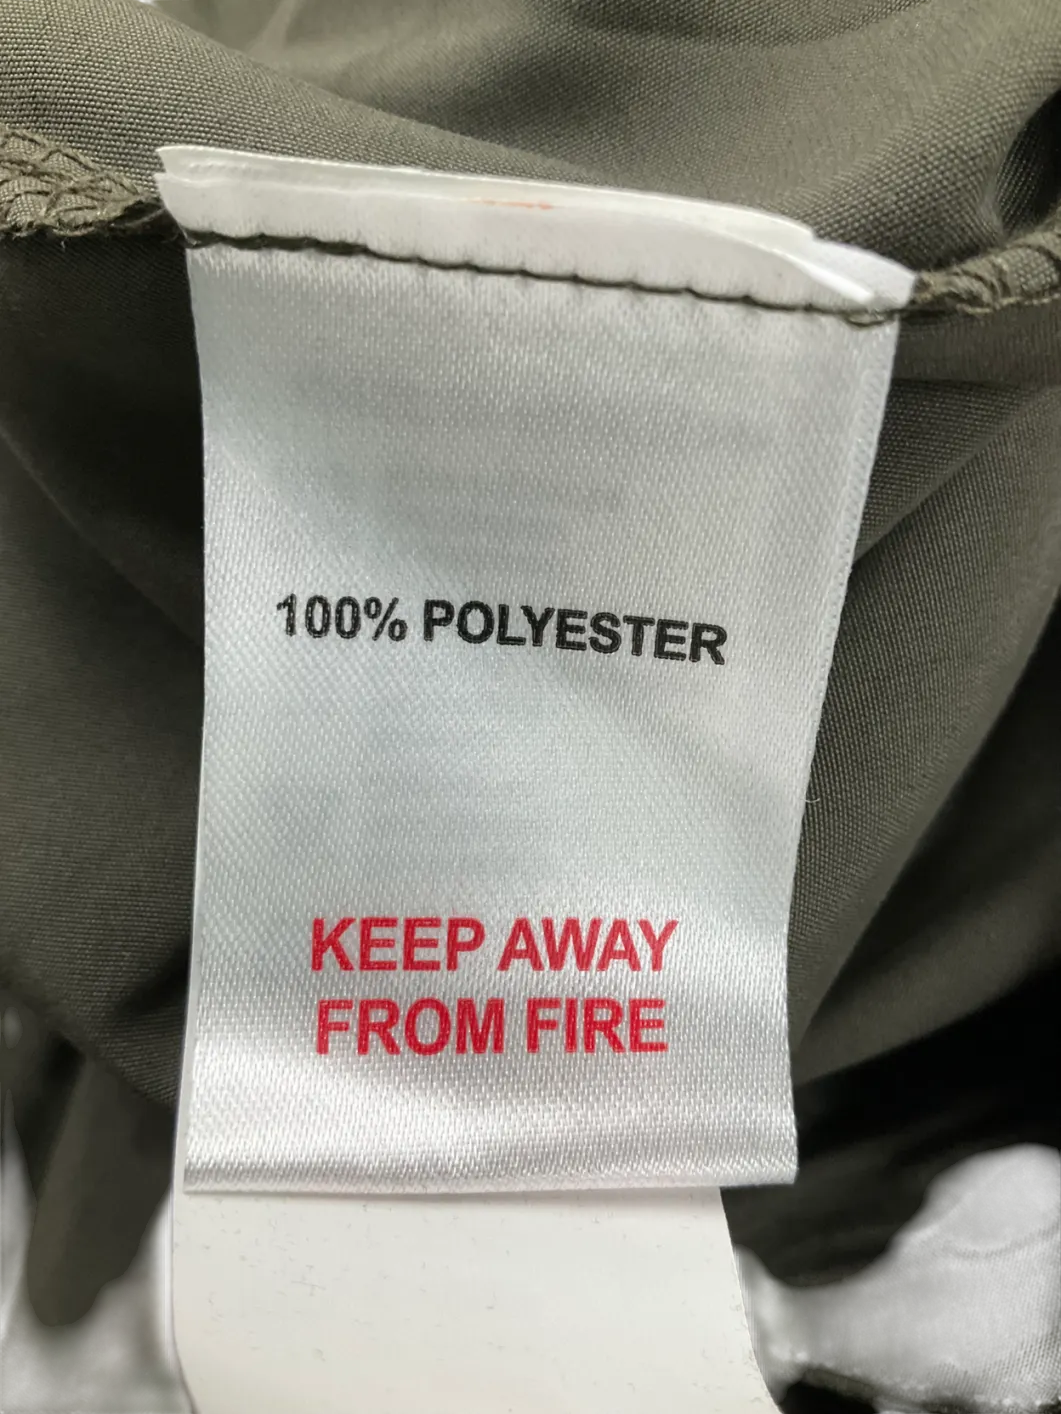 100% POLYESTER
KEEP AWAY
FROM FIRE